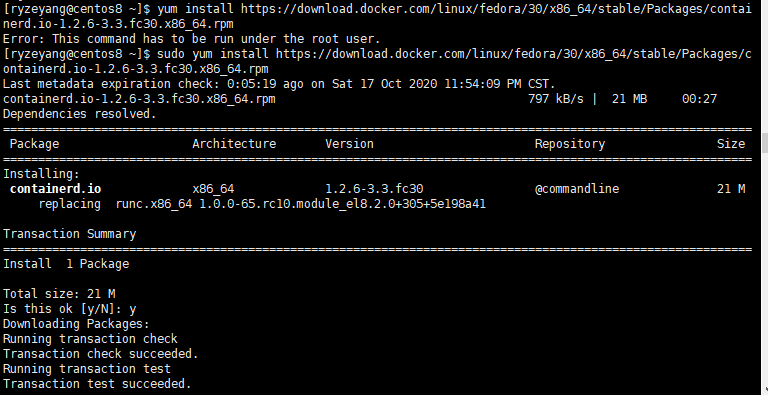 [ryzeyang@centos8 ~]$ yum install https://download.docker.com/linux/fedora/30/x86_64/stable/Packages/contai
nerd.io-1.2.6-3.3.fc30.x86_64.rpm
Error: This command has to be run under the root user.
[ryzeyang@centos8 ~]$ sudo yum install https://download.docker.com/linux/fedora/30/x86_64/stable/Packages/c
ontainerd.io-1.2.6-3.3.fc30.x86_64.rpm
Last metadata expiration check: 0:05:19 ago on Sat 17 Oct 2020 11:54:09 PM CST.
containerd.io-1.2.6-3.3.fc30.x86_64.rpm 797 kB/s | 21 MB 00:27
Dependencies resolved.
================================================================================
Package Architecture Version Repository Size
================================================================================
Installing:
containerd.io x86_64 1.2.6-3.3.fc30 @commandline 21 M
replacing runc.x86_64 1.0.0-65.rc10.module_el8.2.0+305+5e198a41
Transaction Summary
================================================================================
Install 1 Package
Total size: 21 M
Is this ok [y/N]: y
Downloading Packages:
Running transaction check
Transaction check succeeded.
Running transaction test
Transaction test succeeded.